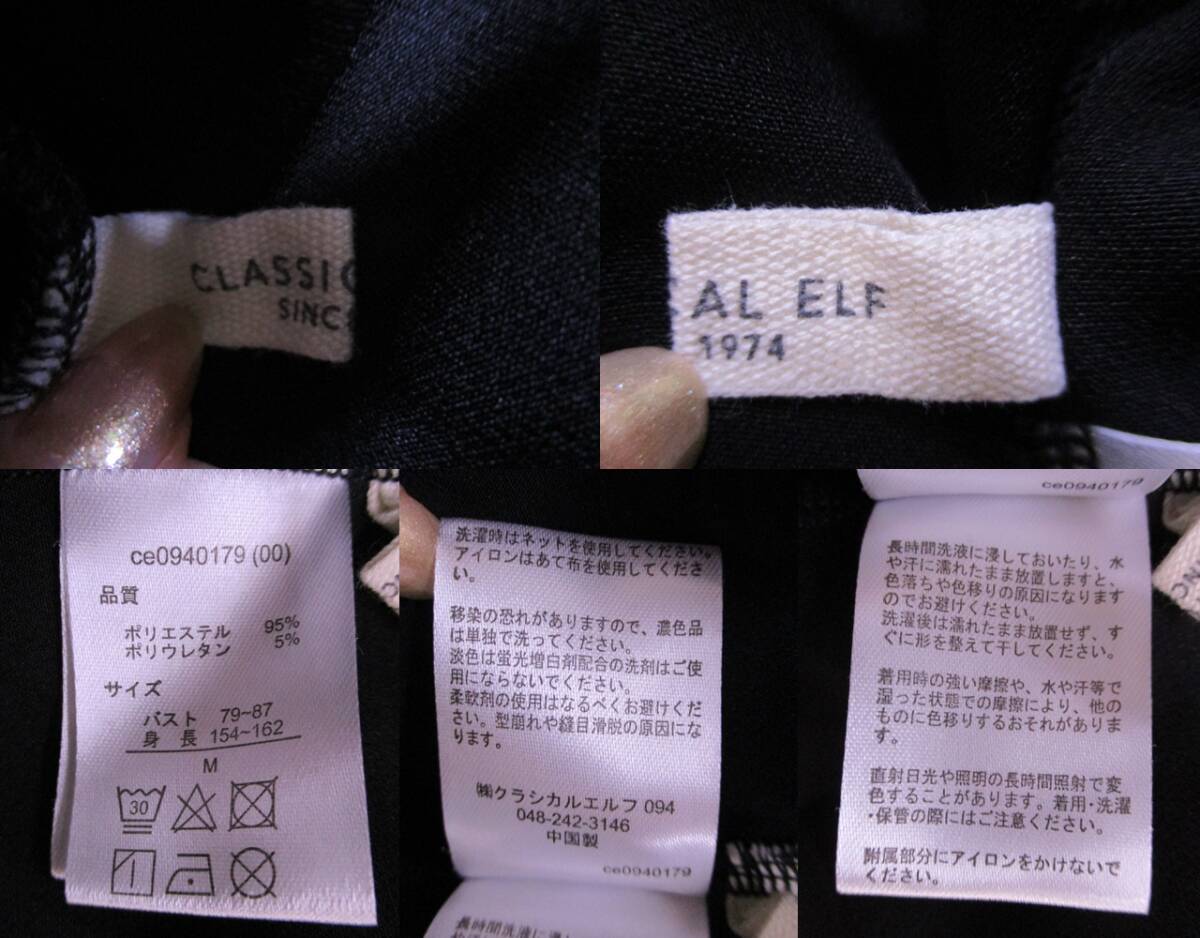 CLASSIC
SINC
AL ELF
1974
ce0940179 (00)
品質
ポリエステル 95%
ポリウレタン 5%
サイズ
バスト 79~87
身 長 154~162
M
30
洗濯時はネットを使用してください。
アイロンはあて布を使用してくださ
い。
移染の恐れがありますので、濃色品
は単独で洗ってください。
淡色は蛍光増白剤配合の洗剤はご使
用にならないでください。
柔軟剤の使用はなるべくお避けくだ
さい。型崩れや縫目滑脱の原因にな
ります。
㈱クラシカルエルフ 094
048-242-3146
中国製
ce0940179
長時間洗液に浸し
ce0940179
長時間洗液に浸しておいたり、水
や汗に濡れたまま放置しますと、
色落ちや色移りの原因になります
のでお避けください。
洗濯後は濡れたまま放置せず、す
ぐに形を整えて干してください。
着用時の強い摩擦や、水や汗等で
湿った状態での摩擦により、他の
ものに色移りするおそれがありま
す。
直射日光や照明の長時間照射で変
色することがあります。着用・洗濯
・保管の際にはご注意ください。
附属部分にアイロンをかけないで
ください。